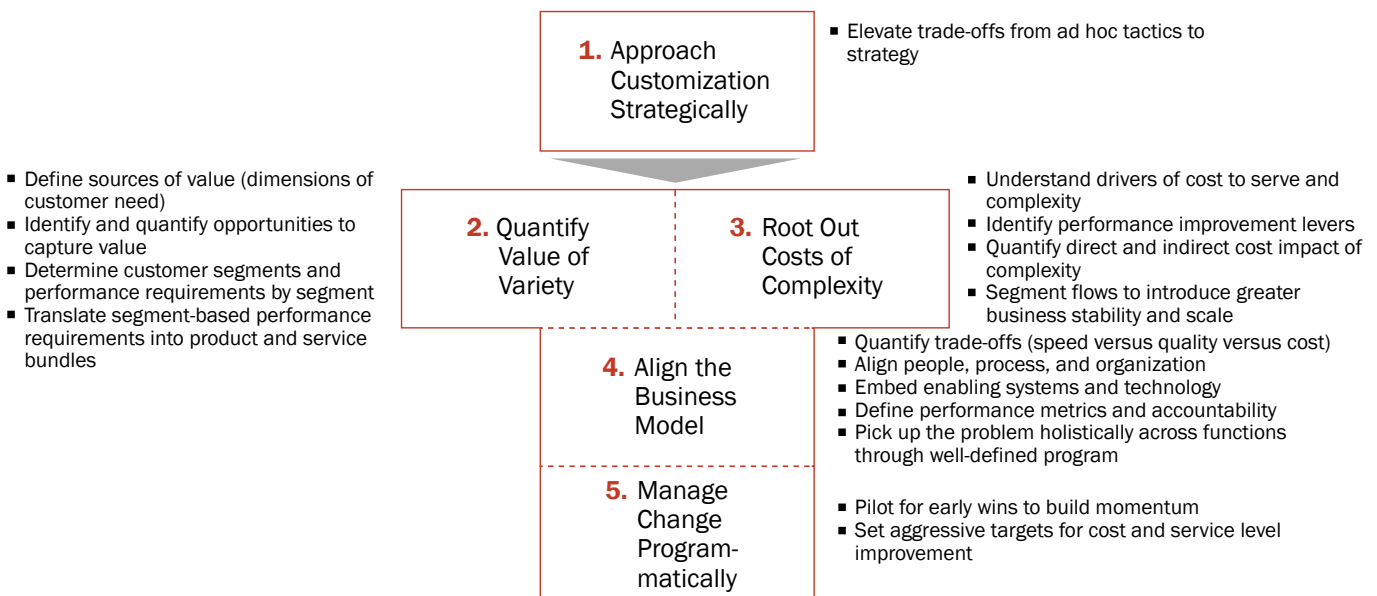 1. Approach
Customization
Strategically
▪ Elevate trade-offs from ad hoc tactics to
strategy
▪ Define sources of value (dimensions of
customer need)
▪ Identify and quantify opportunities to
capture value
▪ Determine customer segments and
performance requirements by segment
▪ Translate segment-based performance
requirements into product and service
bundles
2. Quantify
Value of
Variety
3. Root Out
Costs of
Complexity
▪ Understand drivers of cost to serve and
complexity
▪ Identify performance improvement levers
▪ Quantify direct and indirect cost impact of
complexity
▪ Segment flows to introduce greater
business stability and scale
4. Align the
Business
Model
▪ Quantify trade-offs (speed versus quality versus cost)
▪ Align people, process, and organization
▪ Embed enabling systems and technology
▪ Define performance metrics and accountability
▪ Pick up the problem holistically across functions
through well-defined program
5. Manage
Change
Program-
matically
▪ Pilot for early wins to build momentum
▪ Set aggressive targets for cost and service level
improvement